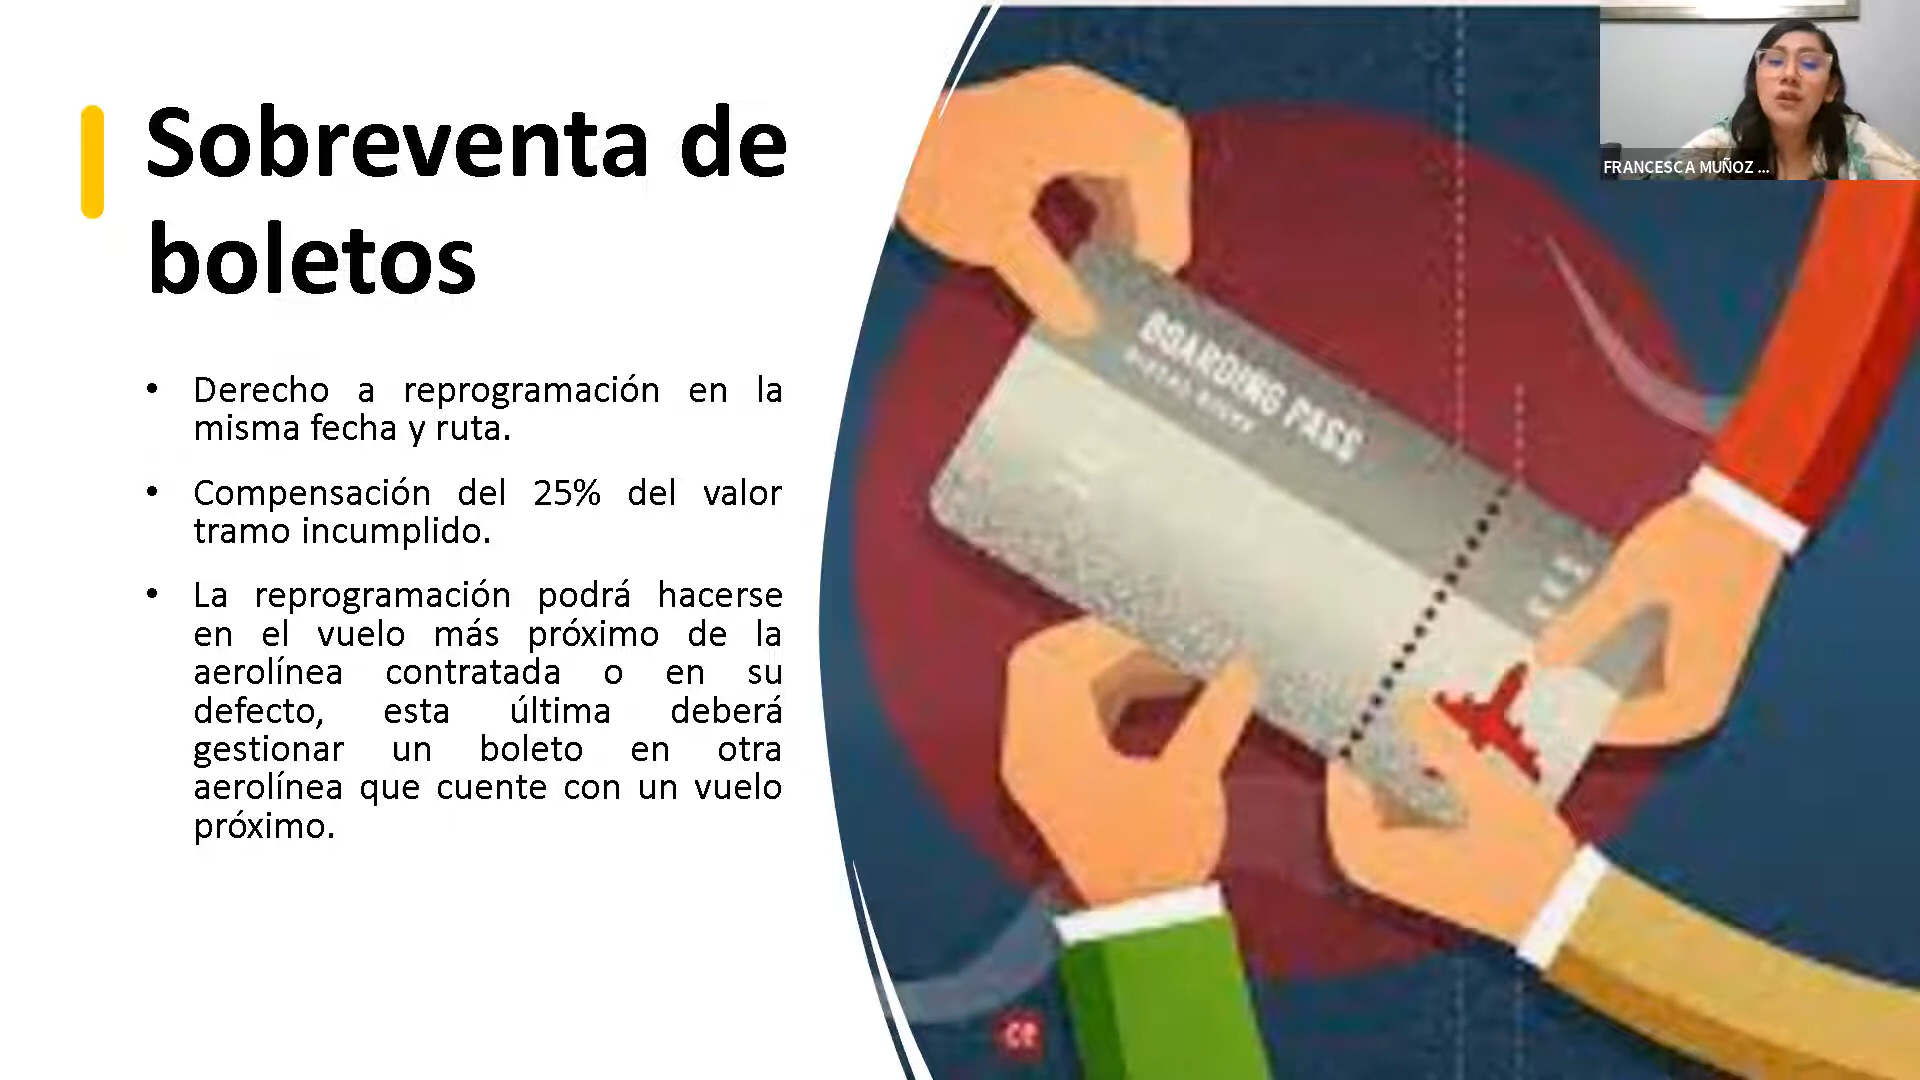 Sobreventa de
boletos
• Derecho a reprogramación en la
misma fecha y ruta.
• Compensación del 25% del valor
tramo incumplido.
• La reprogramación podrá hacerse
en el vuelo más próximo de la
aerolínea contratada o en su
defecto, esta última deberá
gestionar un boleto en otra
aerolínea que cuente con un vuelo
próximo.
BOARDING PASS
FRANCESCA MUÑOZ ...